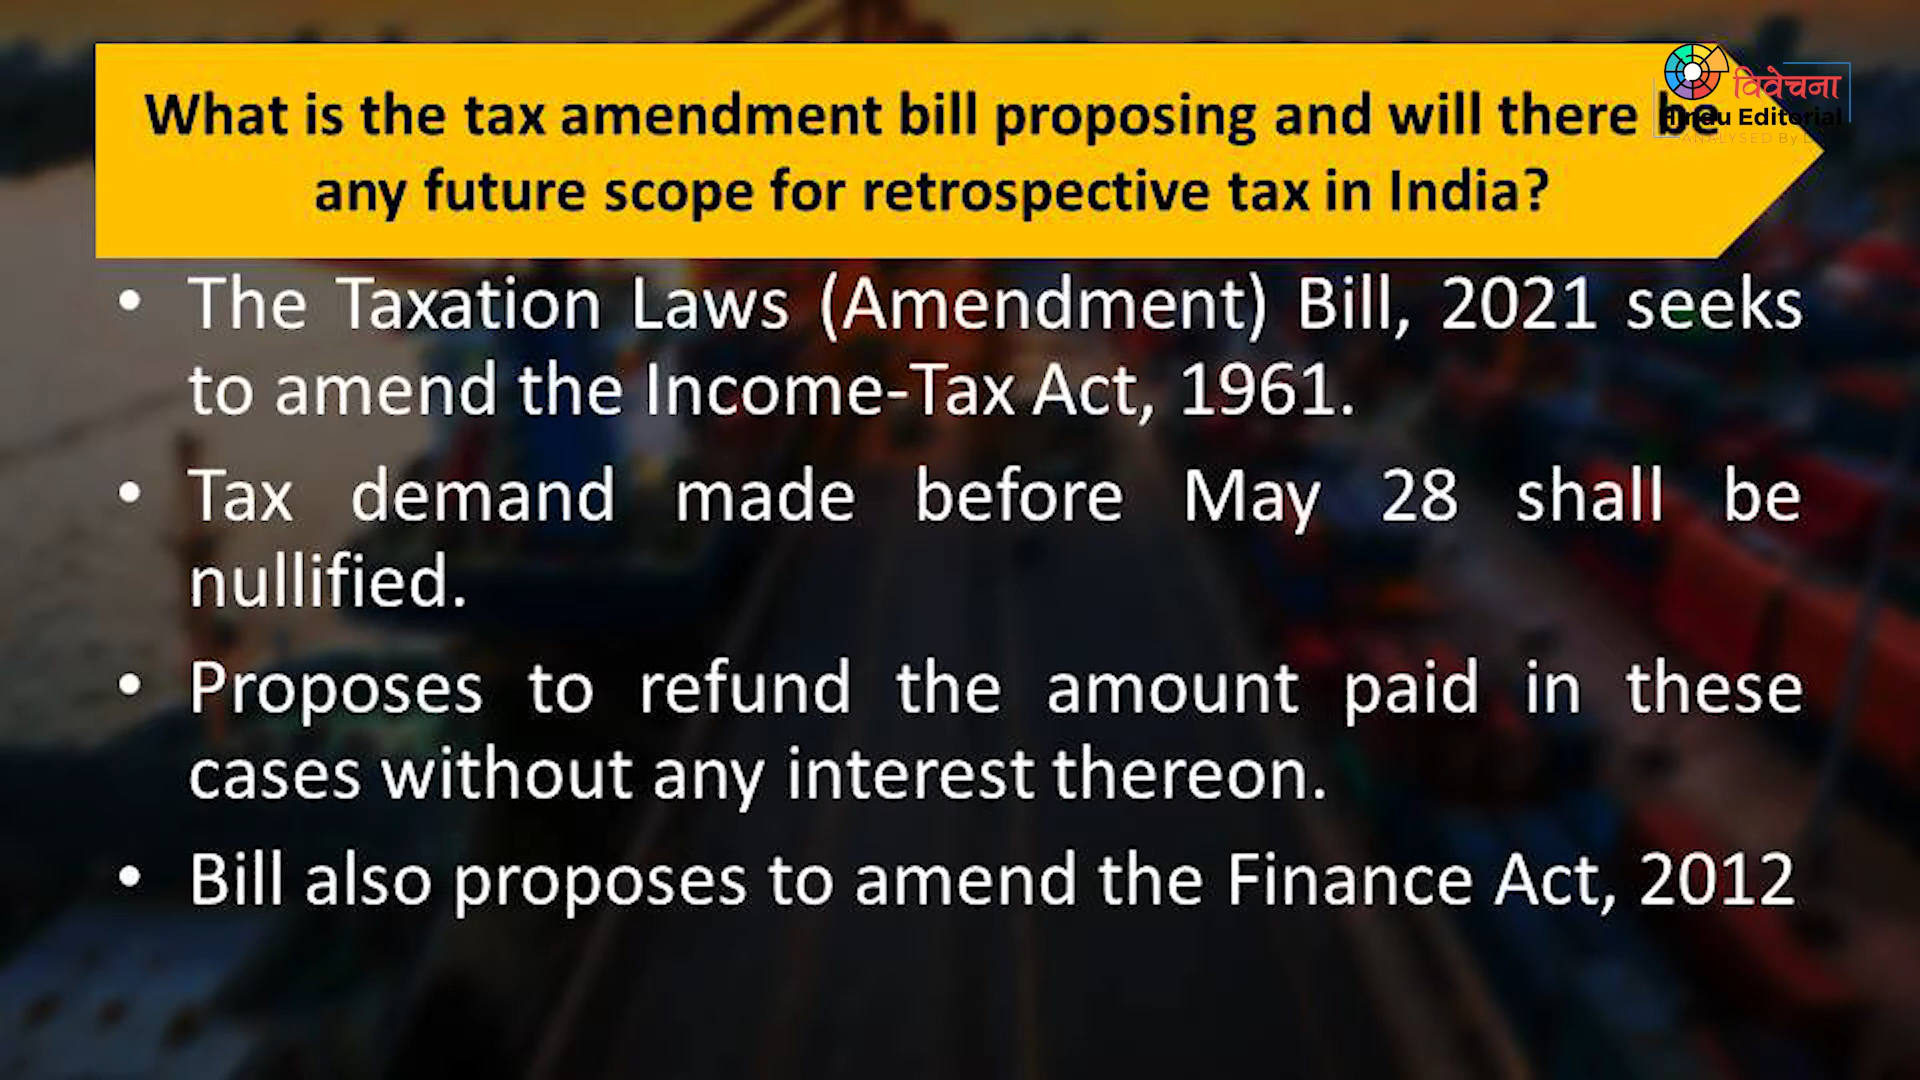 What is the tax amendment bill proposing and will there be
any future scope for retrospective tax in India?
विवेचना
Hindu Editorial
ANALYSED By
• The Taxation Laws (Amendment) Bill, 2021 seeks
to amend the Income-Tax Act, 1961.
• Tax demand made before May 28 shall be
nullified.
• Proposes to refund the amount paid in these
cases without any interest thereon.
• Bill also proposes to amend the Finance Act, 2012